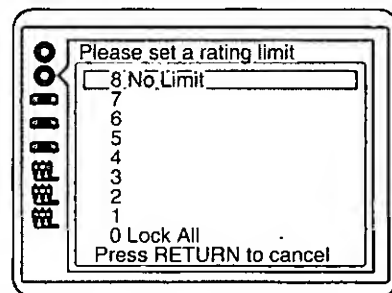 Please set a rating limit
8 No Limit
7
6
5
4
3
2
1
0 Lock All
Press RETURN to cancel